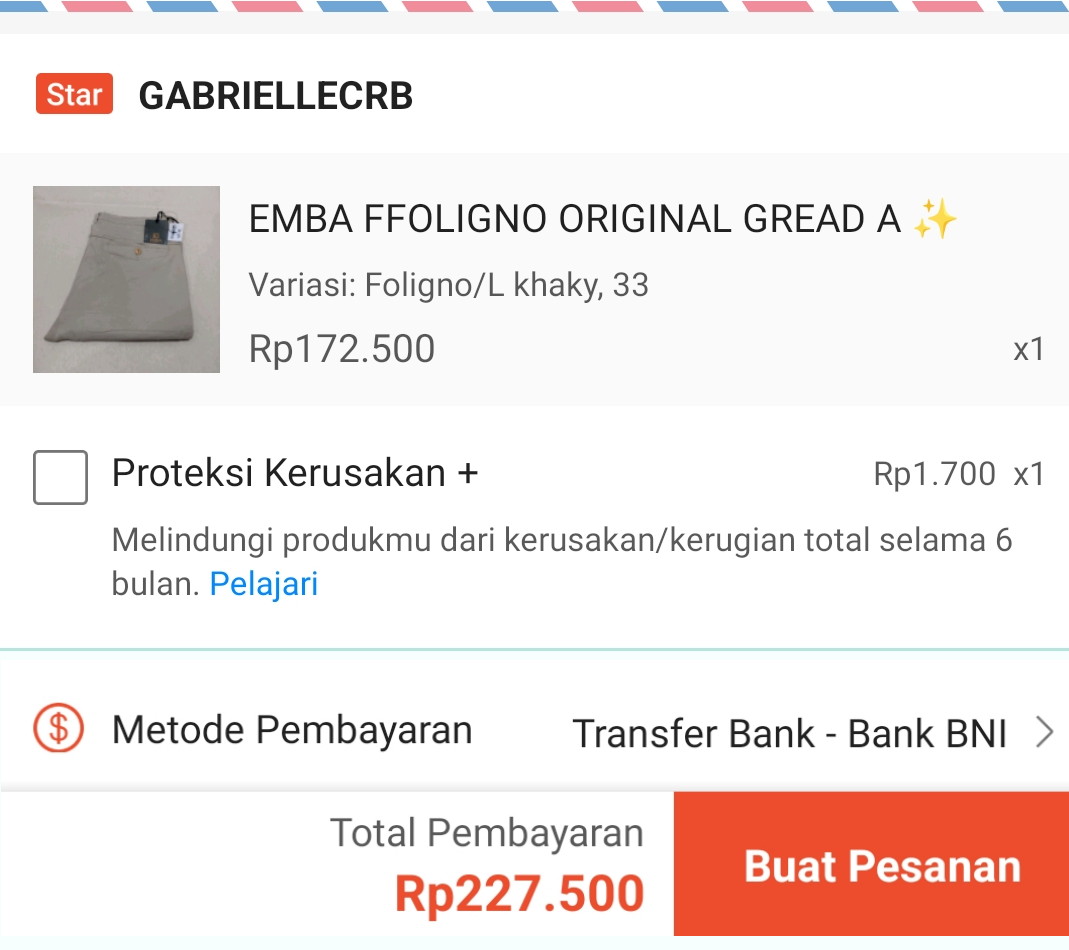 Star GABRIELLECRB
EMBA FFOLIGNO ORIGINAL GREAD A ✨
Variasi: Foligno/L khaky, 33
Rp172.500 x1
Proteksi Kerusakan + Rp1.700 x1
Melindungi produkmu dari kerusakan/kerugian total selama 6
bulan. Pelajari
Metode Pembayaran Transfer Bank - Bank BNI
Total Pembayaran
Rp227.500
Buat Pesanan